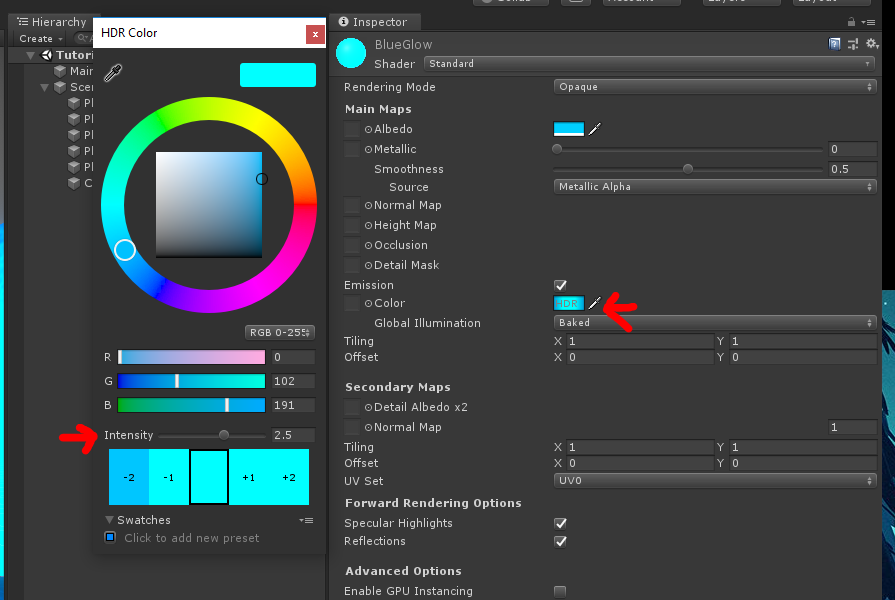 Hierarchy
Create
Tutori
Main
Scen
Pl
Pl
Pl
Pl
Pl
C
HDR Color
x
RGB 0-255
R 0
G 102
B 191
Intensity 2.5
-2 -1 +1 +2
Swatches
Click to add new preset
Account
Layers
Layout
Inspector
BlueGlow
Shader Standard
Rendering Mode Opaque
Main Maps
Albedo
Metallic 0
Smoothness 0.5
Source Metallic Alpha
Normal Map
Height Map
Occlusion
Detail Mask
Emission
Color HDR
Global Illumination Baked
Tiling X 1 Y 1
Offset X 0 Y 0
Secondary Maps
Detail Albedo x2
Normal Map 1
Tiling X 1 Y 1
Offset X 0 Y 0
UV Set UV0
Forward Rendering Options
Specular Highlights
Reflections
Advanced Options
Enable GPU Instancing